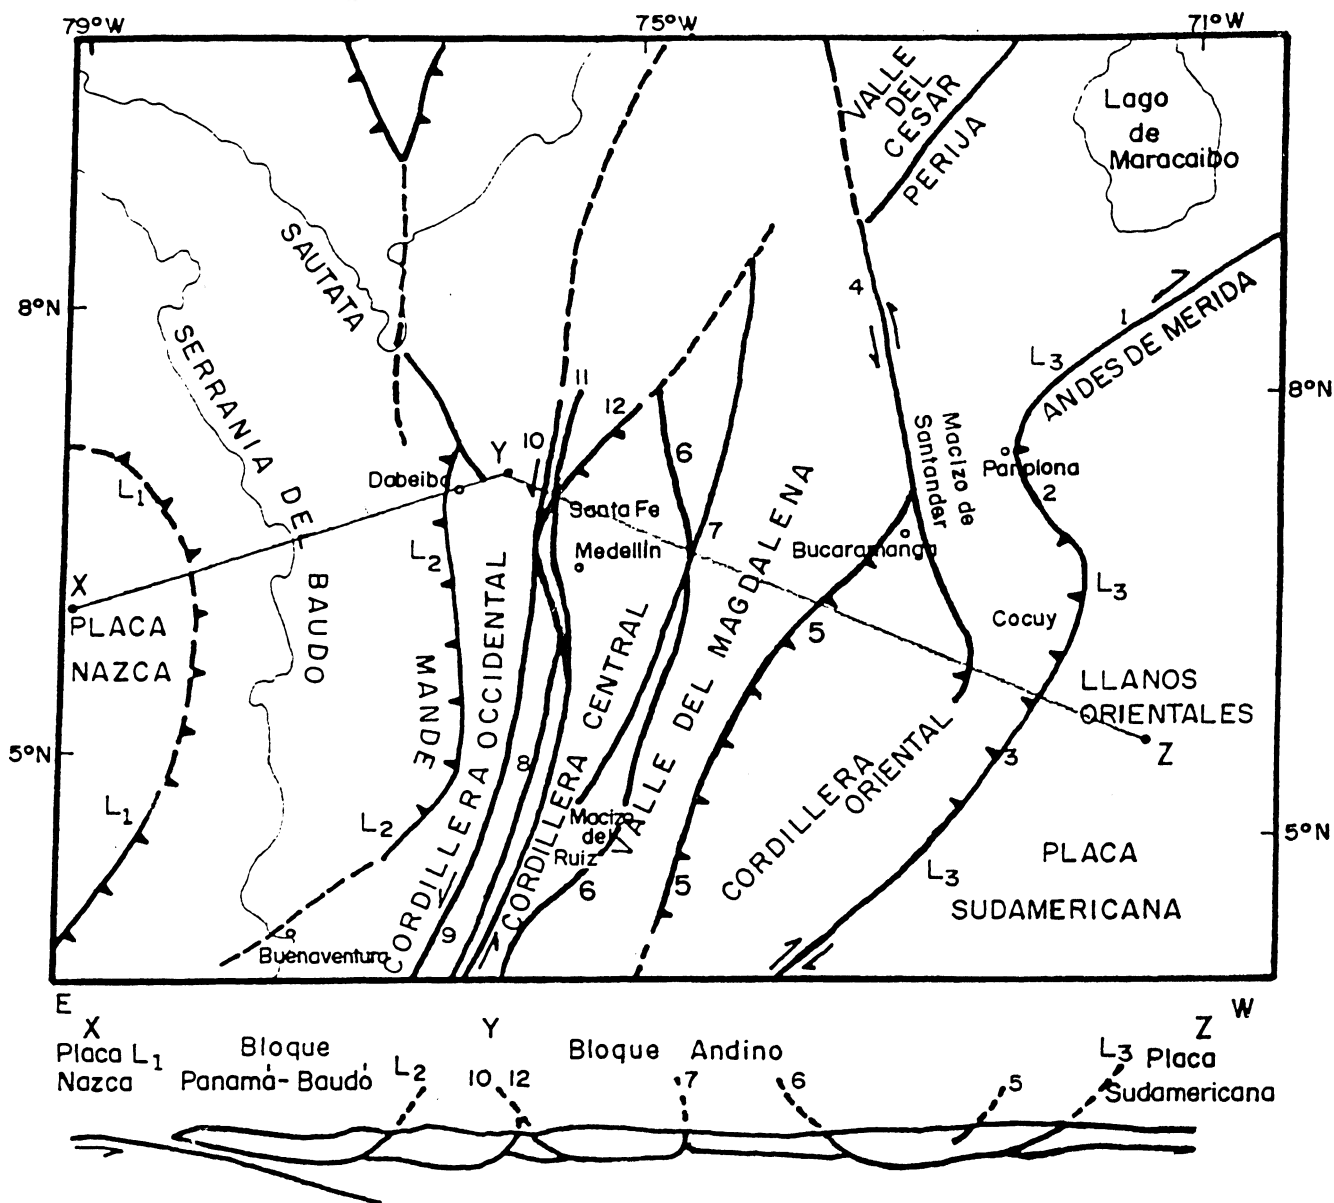 79°W
75°W
71°W
VALLE
DEL
CESAR
PERIJA
Lago
de
Maracaibo
SAUTATA
8°N
SERRANIA DEL
BAUDO
4
1
L3
ANDES DE MERIDA
8°N
11
12
10
6
Y
Macizo de
Santander
Pamplona
2
Dabeiba
L1
Santa Fe
Medellín
7
Bucaramanga
L2
X
PLACA
NAZCA
L3
Cocuy
5
MANDE
CORDILLERA OCCIDENTAL
CORDILLERA CENTRAL
VALLE DEL MAGDALENA
LLANOS
ORIENTALES
Z
5°N
8
3
CORDILLERA
ORIENTAL
L1
L2
Macizo
del
Ruiz
6
5
5°N
L3
PLACA
SUDAMERICANA
9
Buenaventura
E
W
X
Y
Z
Placa L1
Nazca
Bloque
Panamá-Baudó
L2
10
12
Bloque Andino
7
6
5
L3
Placa
Sudamericana